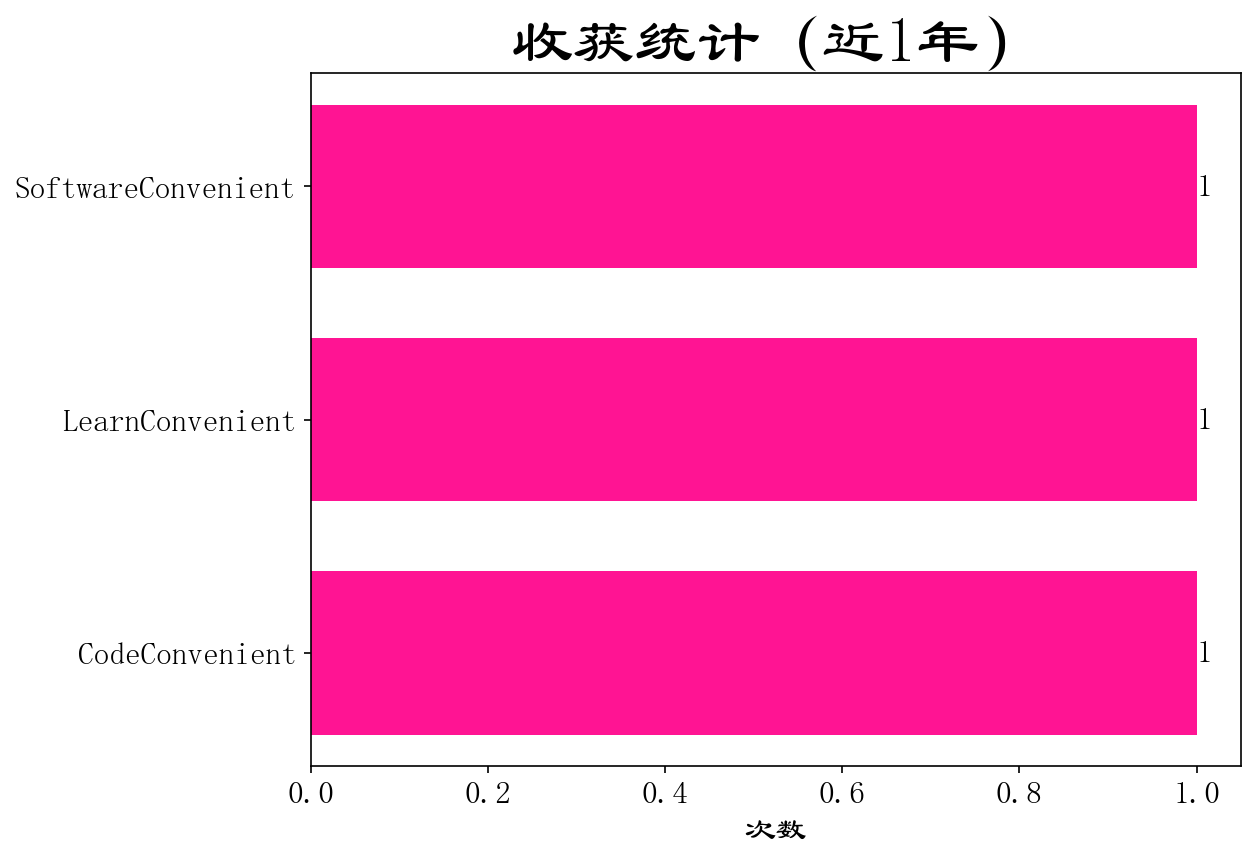 收获统计 (近1年)
SoftwareConvenient
1
LearnConvenient
1
CodeConvenient
1
0.0 0.2 0.4 0.6 0.8 1.0
次数